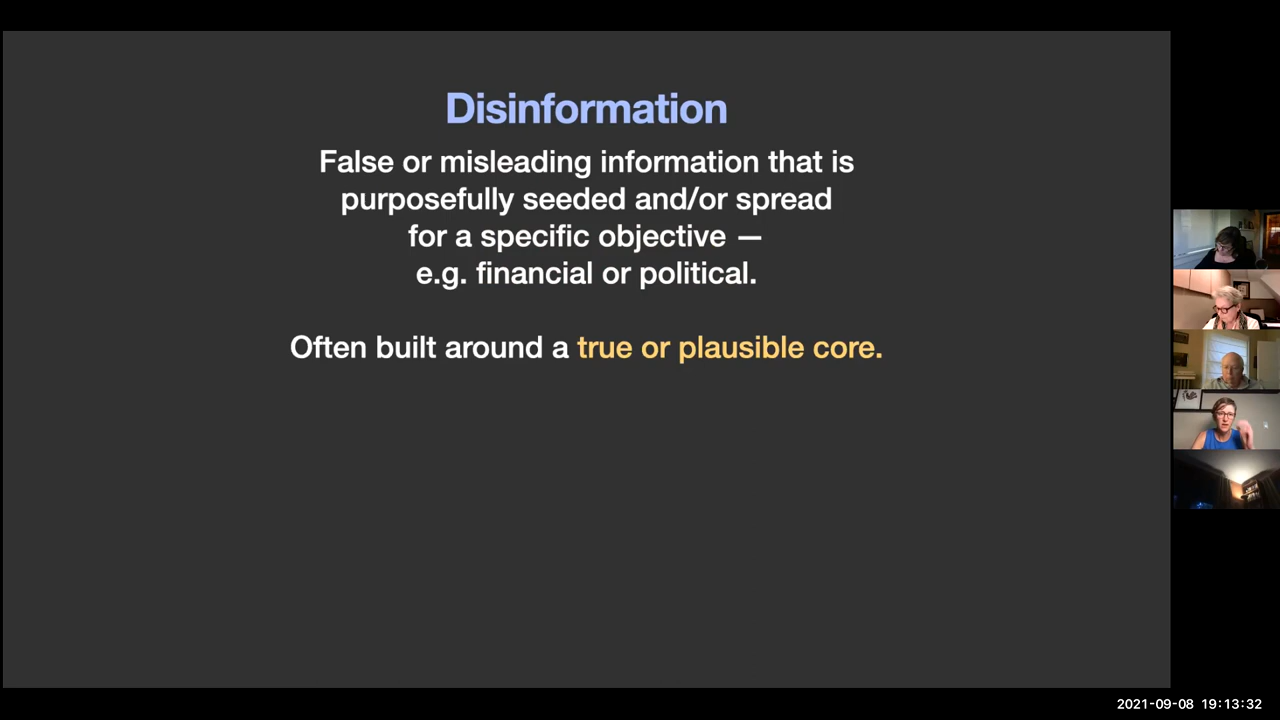 Disinformation
False or misleading information that is
purposefully seeded and/or spread
for a specific objective —
e.g. financial or political.
Often built around a true or plausible core.
2021-09-08 19:13:32